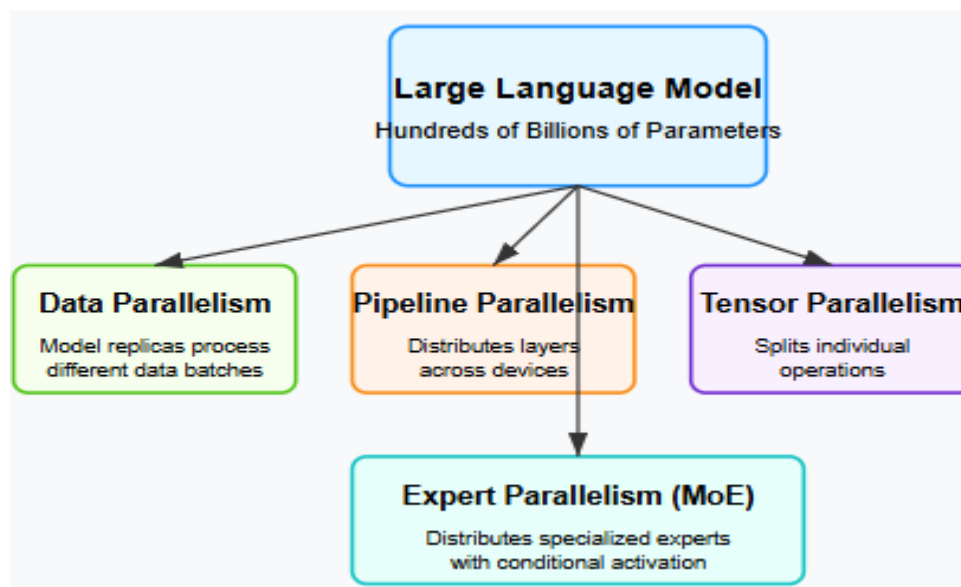 Large Language Model
Hundreds of Billions of Parameters
Data Parallelism
Model replicas process
different data batches
Pipeline Parallelism
Distributes layers
across devices
Tensor Parallelism
Splits individual
operations
Expert Parallelism (MoE)
Distributes specialized experts
with conditional activation